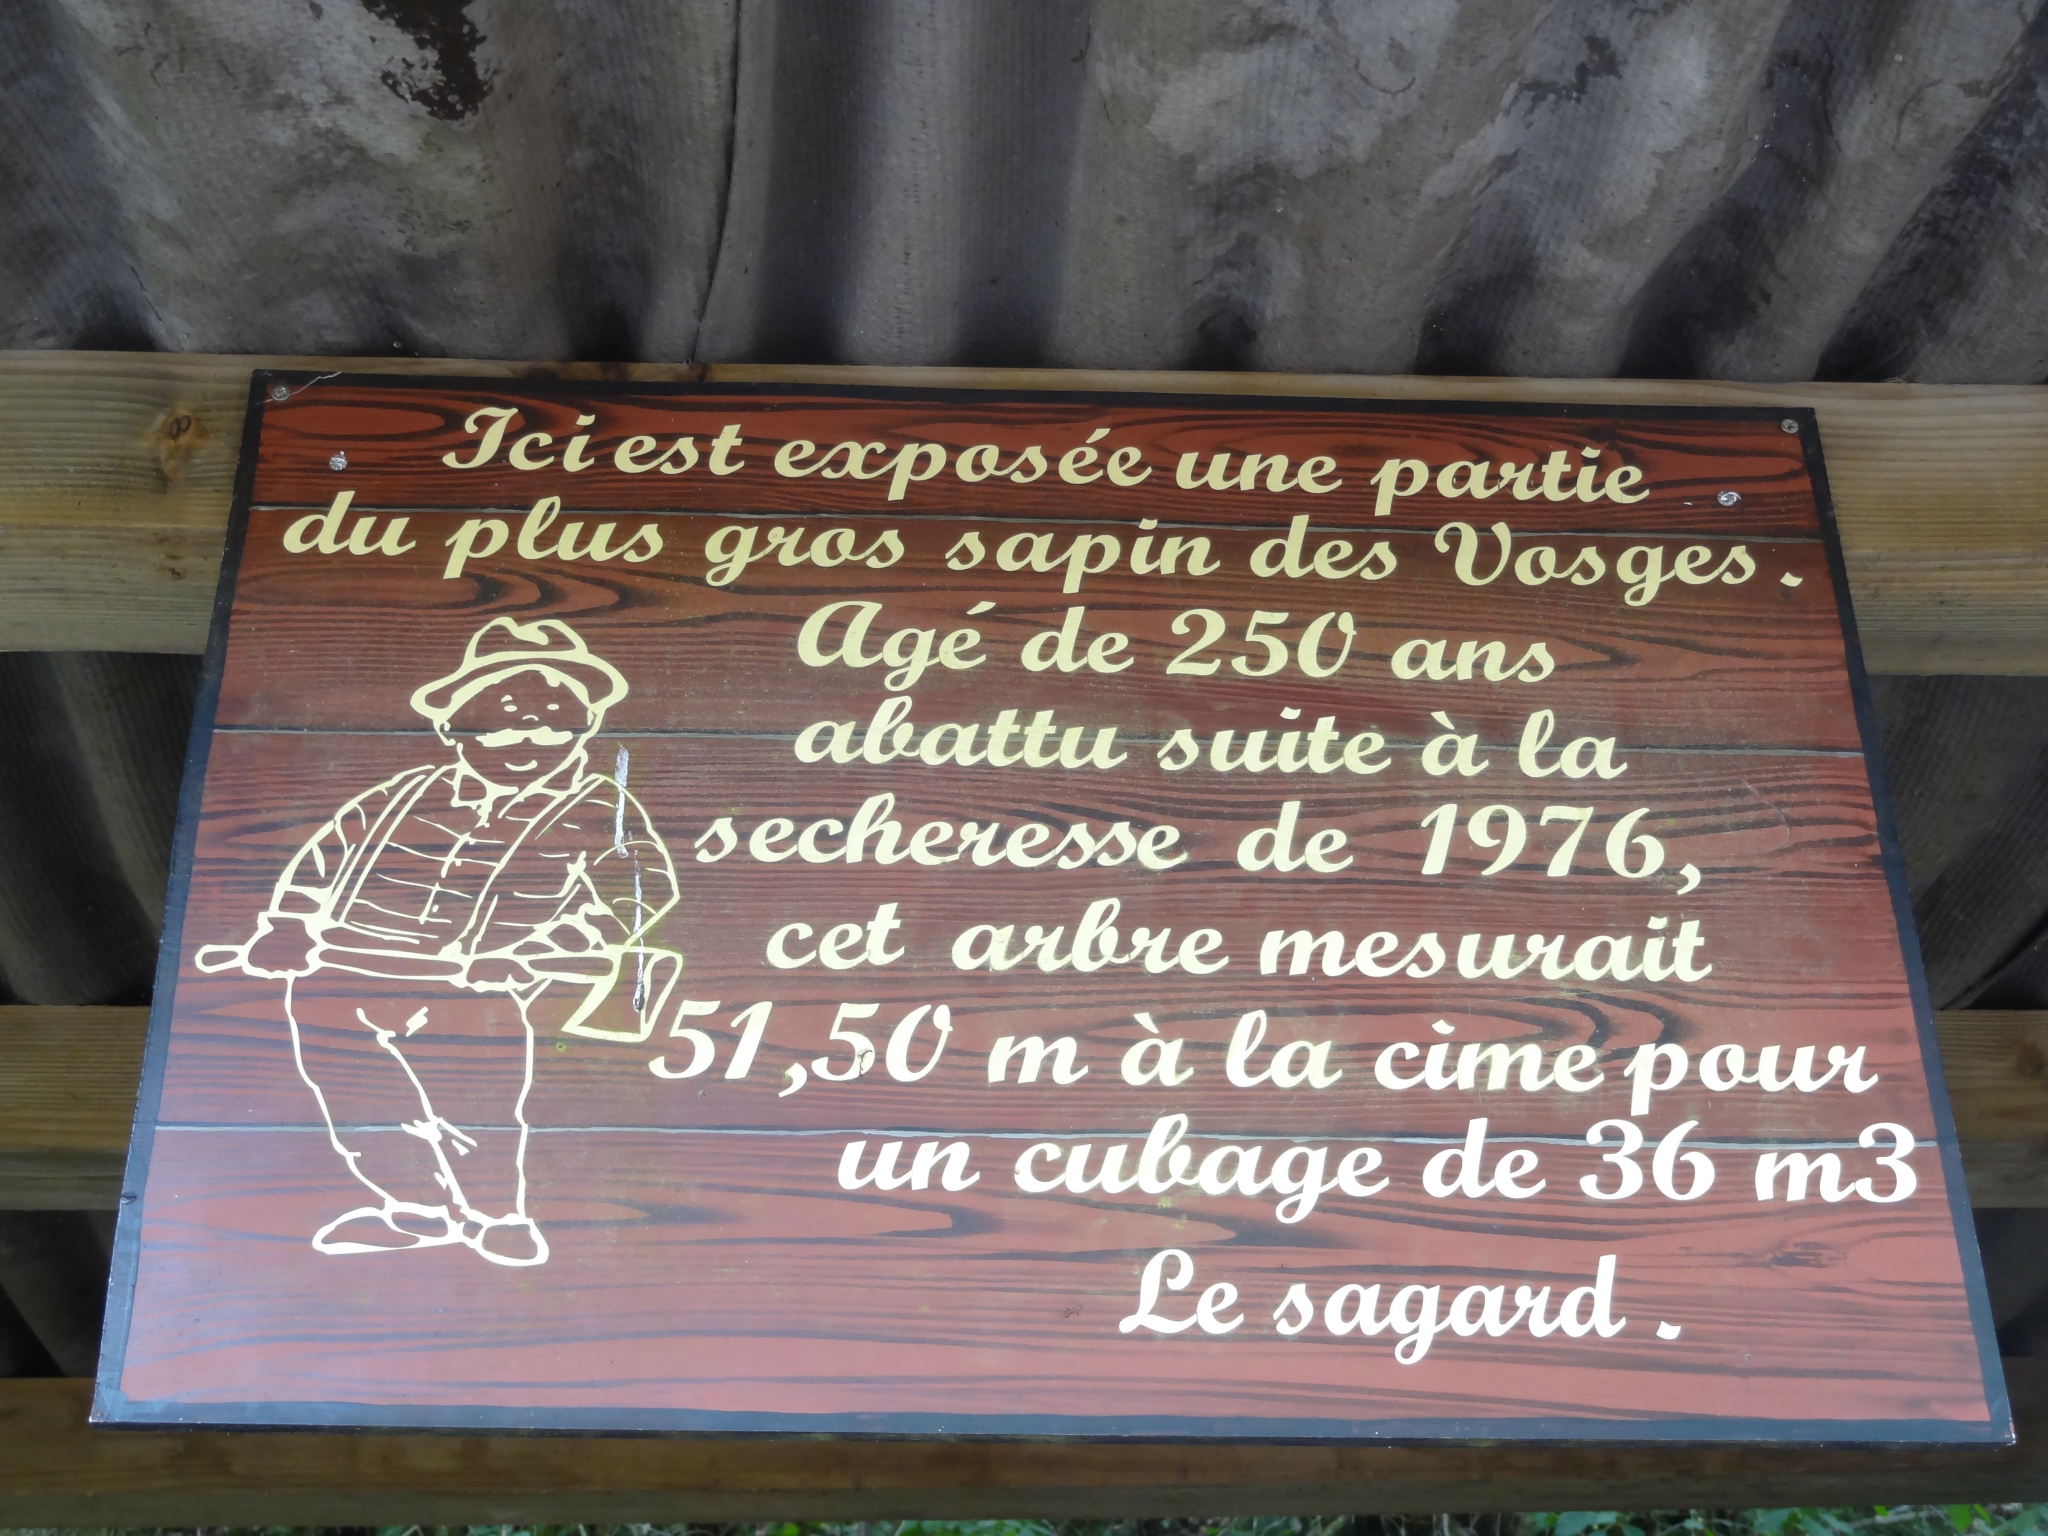 Ici est exposée une partie
du plus gros sapin des Vosges.
Agé de 250 ans
abattu suite à la
secheresse de 1976,
cet arbre mesurait
51,50 m à la cime pour
un cubage de 36 m3
Le sagard.